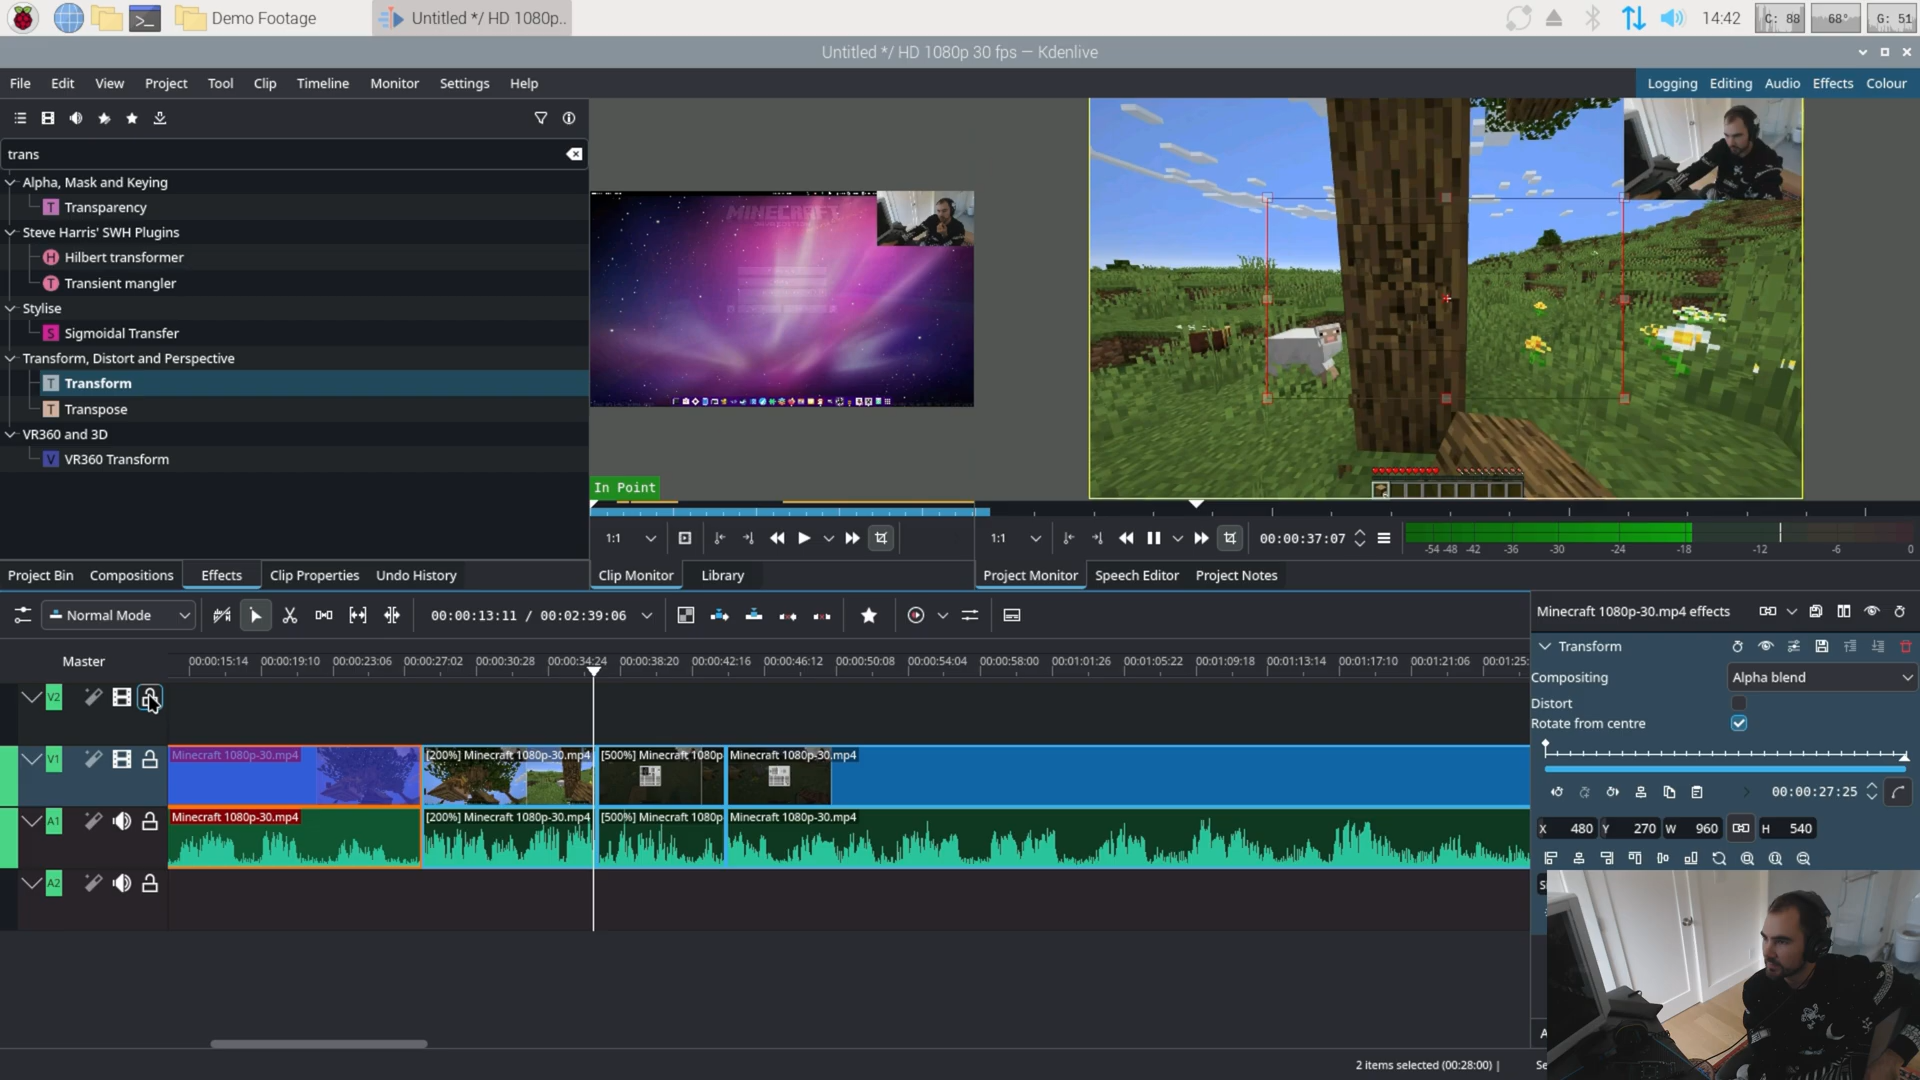 Demo Footage
Untitled */ HD 1080p..
14:42
C: 88
68°
G: 51
Untitled */ HD 1080p 30 fps — Kdenlive
File Edit View Project Tool Clip Timeline Monitor Settings Help
Logging Editing Audio Effects Colour
trans
Alpha, Mask and Keying
T Transparency
Steve Harris' SWH Plugins
H Hilbert transformer
T Transient mangler
Stylise
S Sigmoidal Transfer
Transform, Distort and Perspective
T Transform
T Transpose
VR360 and 3D
V VR360 Transform
MINECRAFT
In Point
1:1
1:1
00:00:37:07
-54 -48 -42 -36 -30 -24 -18 -12 -6 0
Project Bin Compositions Effects Clip Properties Undo History
Clip Monitor Library
Project Monitor Speech Editor Project Notes
Normal Mode
00:00:13:11 / 00:02:39:06
Minecraft 1080p-30.mp4 effects
Master
00:00:15:14 00:00:19:10 00:00:23:06 00:00:27:02 00:00:30:28 00:00:34:24 00:00:38:20 00:00:42:16 00:00:46:12 00:00:50:08 00:00:54:04 00:00:58:00 00:01:01:26 00:01:05:22 00:01:09:18 00:01:13:14 00:01:17:10 00:01:21:06 00:01:25:
V2
V1
Minecraft 1080p-30.mp4
[200%] Minecraft 1080p-30.mp4
[500%] Minecraft 1080p
Minecraft 1080p-30.mp4
A1
Minecraft 1080p-30.mp4
[200%] Minecraft 1080p-30.mp4
[500%] Minecraft 1080p
Minecraft 1080p-30.mp4
A2
Transform
Compositing
Alpha blend
Distort
Rotate from centre
00:00:27:25
X 480 Y 270 W 960 H 540
2 items selected (00:28:00) |
Se